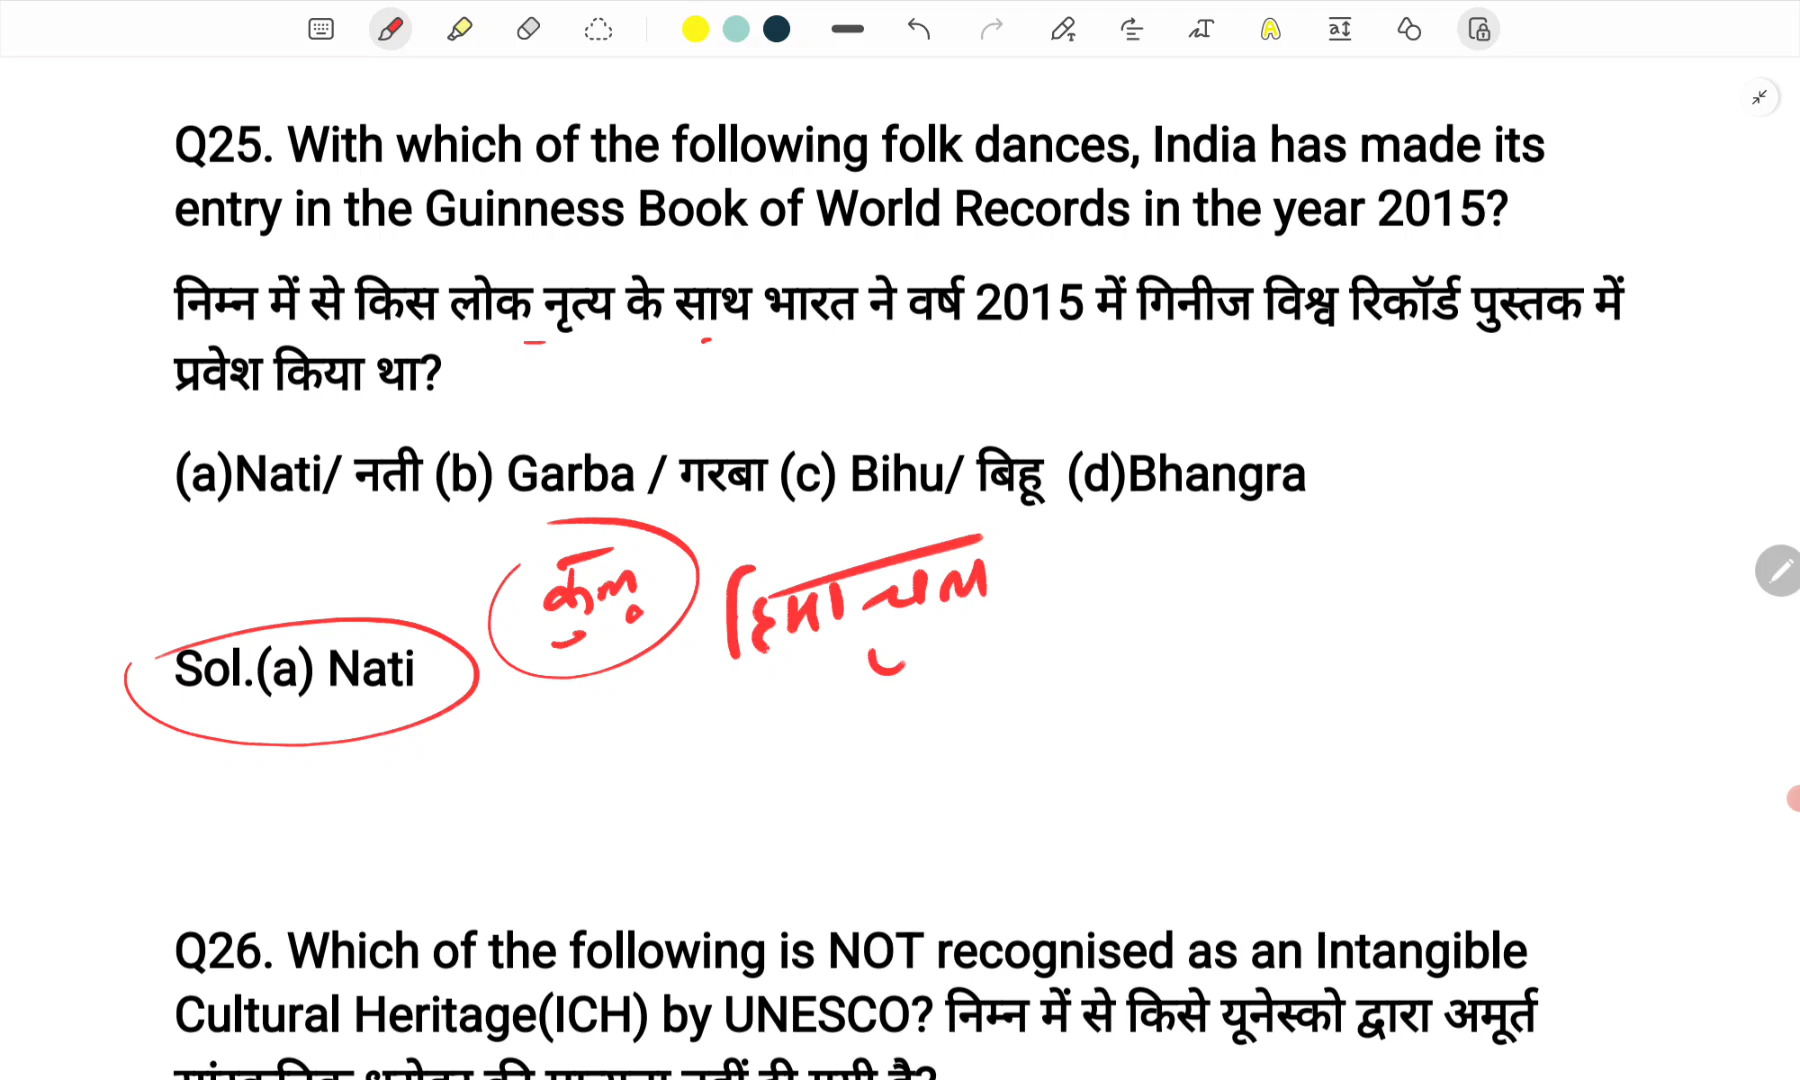 Q25. With which of the following folk dances, India has made its
entry in the Guinness Book of World Records in the year 2015?
निम्न में से किस लोक नृत्य के साथ भारत ने वर्ष 2015 में गिनीज विश्व रिकॉर्ड पुस्तक में
प्रवेश किया था?
(a)Nati/ नती (b) Garba / गरबा (c) Bihu/ बिहू (d)Bhangra
हिमाचल
Sol.(a) Nati
Q26. Which of the following is NOT recognised as an Intangible
Cultural Heritage(ICH) by UNESCO? निम्न में से किसे यूनेस्को द्वारा अमूर्त